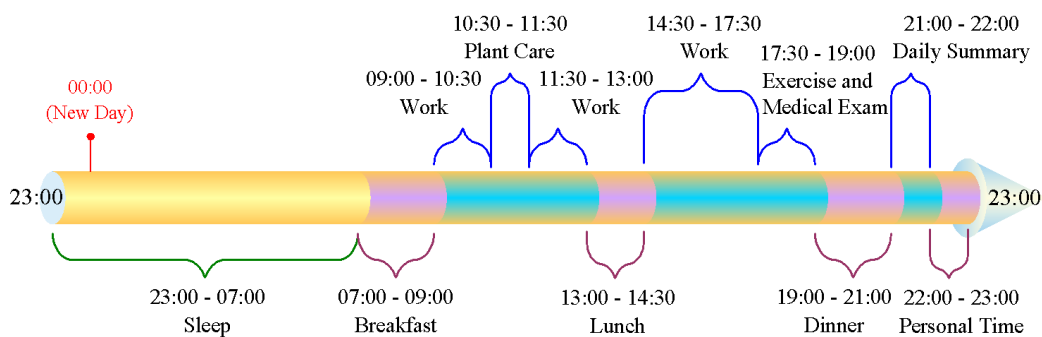 10:30 - 11:30
Plant Care
14:30 - 17:30
Work
21:00 - 22:00
Daily Summary
17:30 - 19:00
Exercise and
Medical Exam
00:00
(New Day)
09:00 - 10:30
Work
11:30 - 13:00
Work
23:00
23:00
23:00 - 07:00
Sleep
07:00 - 09:00
Breakfast
13:00 - 14:30
Lunch
19:00 - 21:00
Dinner
22:00 - 23:00
Personal Time